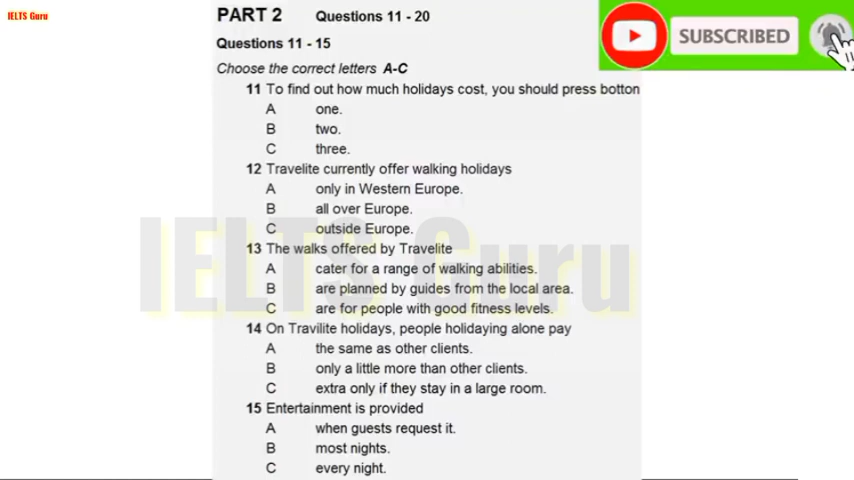 IELTS Guru
PART 2 Questions 11 - 20
SUBSCRIBED
Questions 11 - 15
Choose the correct letters A-C
11 To find out how much holidays cost, you should press botton
A one.
B two.
C three.
12 Travelite currently offer walking holidays
A only in Western Europe.
B all over Europe.
C outside Europe.
13 The walks offered by Travelite
A cater for a range of walking abilities.
B are planned by guides from the local area.
C are for people with good fitness levels.
14 On Travilite holidays, people holidaying alone pay
A the same as other clients.
B only a little more than other clients.
C extra only if they stay in a large room.
15 Entertainment is provided
A when guests request it.
B most nights.
C every night.
IELTS Guru